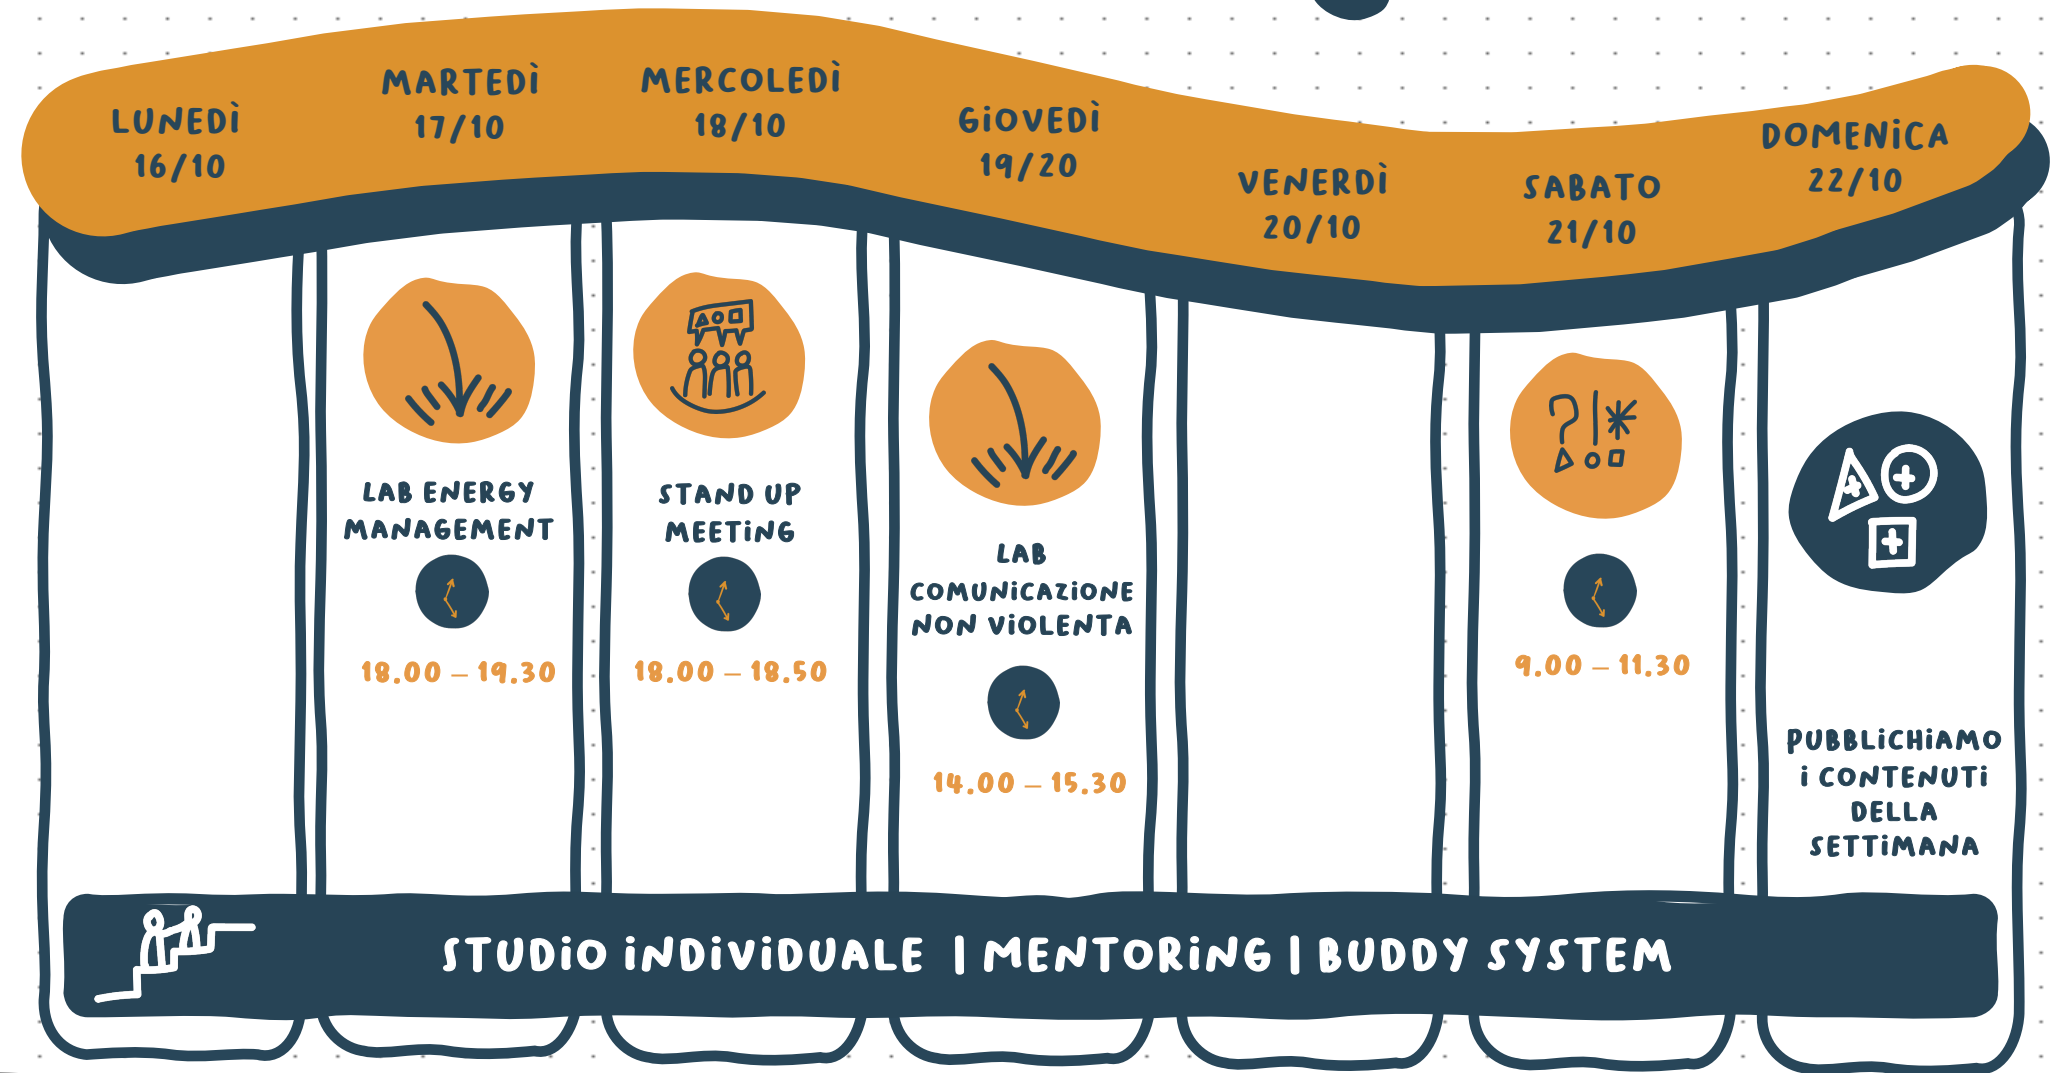 LUNEDÌ
16/10
MARTEDÌ
17/10
MERCOLEDÌ
18/10
GIOVEDÌ
19/20
VENERDÌ
20/10
SABATO
21/10
DOMENICA
22/10
LAB ENERGY
MANAGEMENT
18.00 – 19.30
STAND UP
MEETING
18.00 – 18.50
LAB
COMUNICAZIONE
NON VIOLENTA
14.00 – 15.30
?|*
9.00 – 11.30
PUBBLICHIAMO
I CONTENUTI
DELLA
SETTIMANA
STUDIO INDIVIDUALE | MENTORING | BUDDY SYSTEM